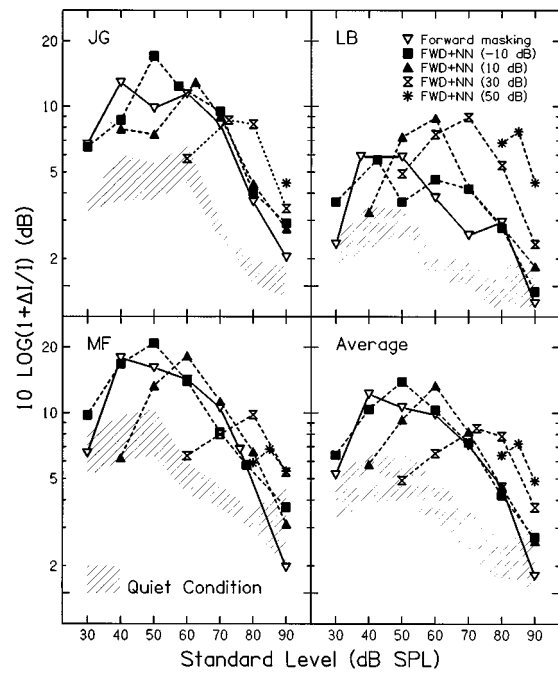 JG
LB
Forward masking
FWD+NN (-10 dB)
FWD+NN (10 dB)
FWD+NN (30 dB)
FWD+NN (50 dB)
20
10
5
2
MF
Average
20
10
5
2
Quiet Condition
10 LOG(1+ΔI/I) (dB)
30 40 50 60 70 80 90 30 40 50 60 70 80 90
Standard Level (dB SPL)